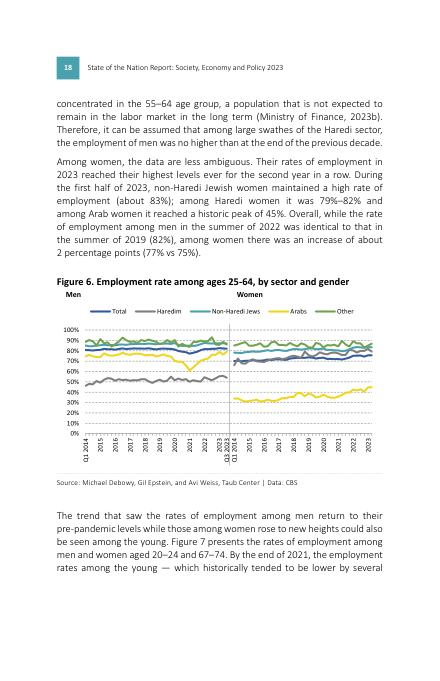 18 State of the Nation Report: Society, Economy and Policy 2023
concentrated in the 55–64 age group, a population that is not expected to
remain in the labor market in the long term (Ministry of Finance, 2023b).
Therefore, it can be assumed that among large swathes of the Haredi sector,
the employment of men was no higher than at the end of the previous decade.
Among women, the data are less ambiguous. Their rates of employment in
2023 reached their highest levels ever for the second year in a row. During
the first half of 2023, non-Haredi Jewish women maintained a high rate of
employment (about 83%); among Haredi women it was 79%–82% and
among Arab women it reached a historic peak of 45%. Overall, while the rate
of employment among men in the summer of 2022 was identical to that in
the summer of 2019 (82%), among women there was an increase of about
2 percentage points (77% vs 75%).
Figure 6. Employment rate among ages 25-64, by sector and gender
Men Women
Total Haredim Non-Haredi Jews Arabs Other
100%
90%
80%
70%
60%
50%
40%
30%
20%
10%
0%
Q1 2014 2015 2016 2017 2018 2019 2020 2021 2022 2023 Q3 2023 Q1 2014 2015 2016 2017 2018 2019 2020 2021 2022 2023
Source: Michael Debowy, Gil Epstein, and Avi Weiss, Taub Center | Data: CBS
The trend that saw the rates of employment among men return to their
pre-pandemic levels while those among women rose to new heights could also
be seen among the young. Figure 7 presents the rates of employment among
men and women aged 20–24 and 67–74. By the end of 2021, the employment
rates among the young — which historically tended to be lower by several